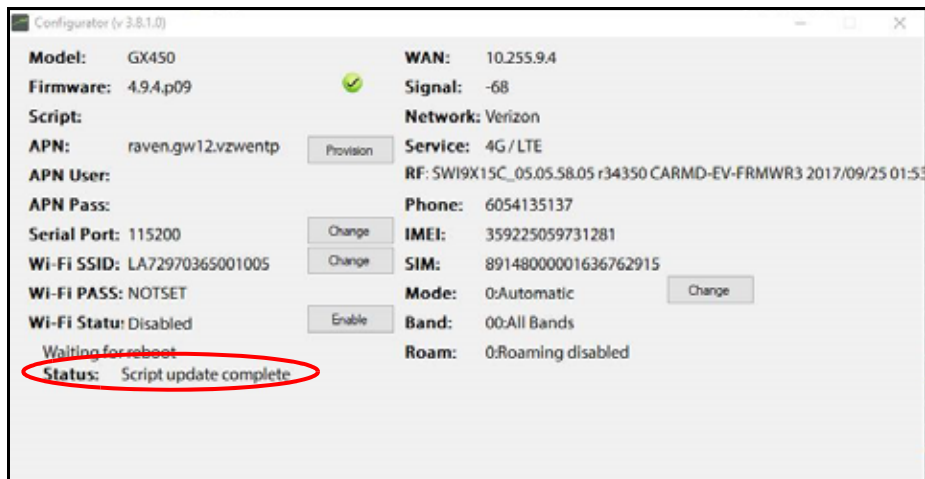 Configurator (v 3.8.1.0)
Model: GX450
Firmware: 4.9.4.p09
Script:
APN: raven.gw12.vzwentp Provision
APN User:
APN Pass:
Serial Port: 115200 Change
Wi-Fi SSID: LA72970365001005 Change
Wi-Fi PASS: NOTSET
Wi-Fi Statu: Disabled Enable
Waiting for reboot
Status: Script update complete
WAN: 10.255.9.4
Signal: -68
Network: Verizon
Service: 4G/LTE
RF: SWI9X15C_05.05.58.05 r34350 CARMD-EV-FRMWR3 2017/09/25 01:53
Phone: 6054135137
IMEI: 359225059731281
SIM: 89148000001636762915
Mode: 0:Automatic Change
Band: 00:All Bands
Roam: 0:Roaming disabled